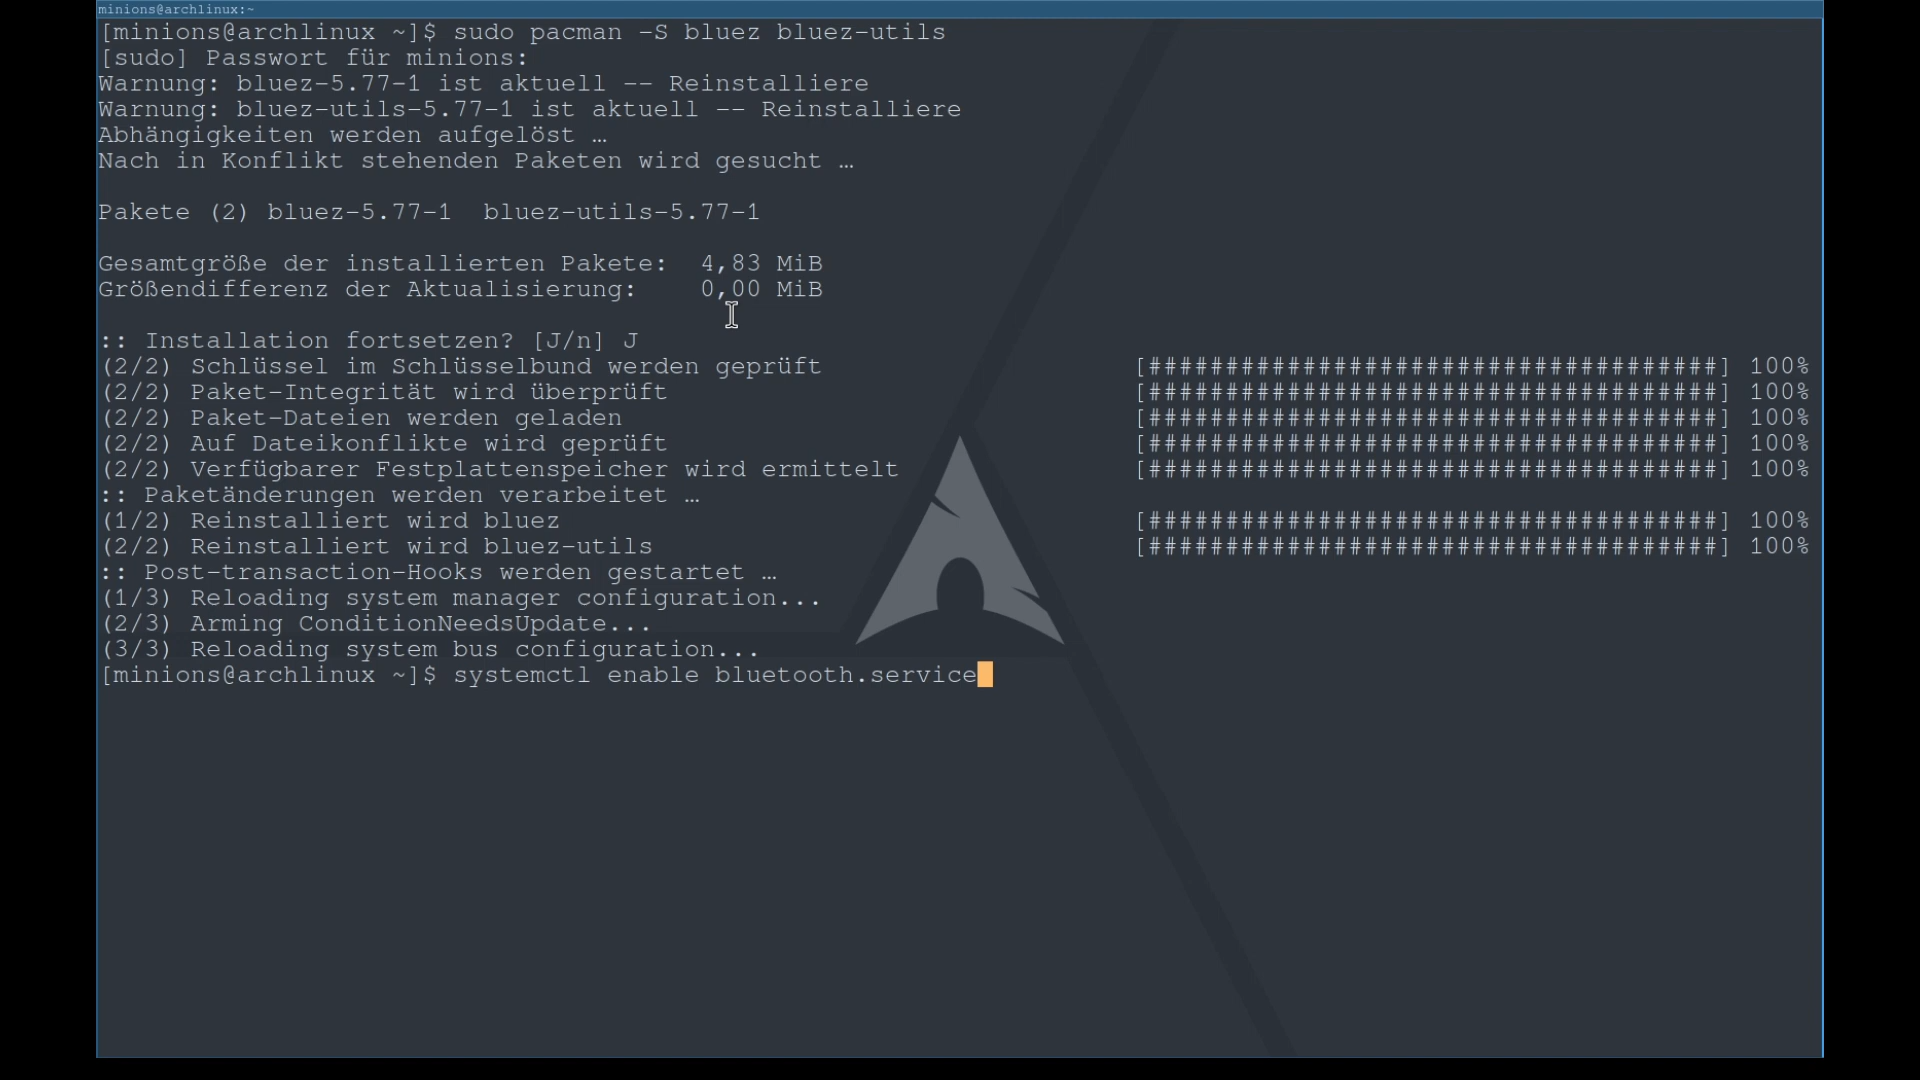 minions@archlinux:~
[minions@archlinux ~]$ sudo pacman -S bluez bluez-utils
[sudo] Passwort für minions:
Warnung: bluez-5.77-1 ist aktuell -- Reinstalliere
Warnung: bluez-utils-5.77-1 ist aktuell -- Reinstalliere
Abhängigkeiten werden aufgelöst …
Nach in Konflikt stehenden Paketen wird gesucht …
Pakete (2) bluez-5.77-1  bluez-utils-5.77-1
Gesamtgröße der installierten Pakete:  4,83 MiB
Größendifferenz der Aktualisierung:    0,00 MiB
:: Installation fortsetzen? [J/n] J
(2/2) Schlüssel im Schlüsselbund werden geprüft [#####################################] 100%
(2/2) Paket-Integrität wird überprüft [#####################################] 100%
(2/2) Paket-Dateien werden geladen [#####################################] 100%
(2/2) Auf Dateikonflikte wird geprüft [#####################################] 100%
(2/2) Verfügbarer Festplattenspeicher wird ermittelt [#####################################] 100%
:: Paketänderungen werden verarbeitet …
(1/2) Reinstalliert wird bluez [#####################################] 100%
(2/2) Reinstalliert wird bluez-utils [#####################################] 100%
:: Post-transaction-Hooks werden gestartet …
(1/3) Reloading system manager configuration...
(2/3) Arming ConditionNeedsUpdate...
(3/3) Reloading system bus configuration...
[minions@archlinux ~]$ systemctl enable bluetooth.service